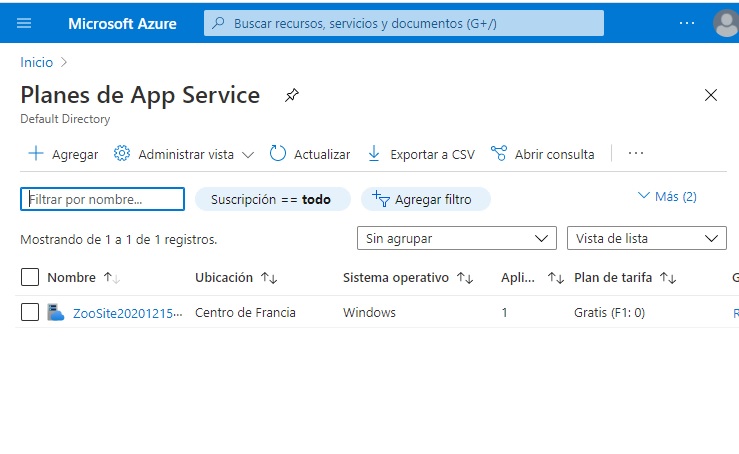 Microsoft Azure
Buscar recursos, servicios y documentos (G+/)
Inicio
Planes de App Service
Default Directory
Agregar Administrar vista Actualizar Exportar a CSV Abrir consulta
Filtrar por nombre... Suscripción == todo Agregar filtro Más (2)
Mostrando de 1 a 1 de 1 registros. Sin agrupar Vista de lista
Nombre Ubicación Sistema operativo Apli... Plan de tarifa G
ZooSite20201215... Centro de Francia Windows 1 Gratis (F1: 0) R